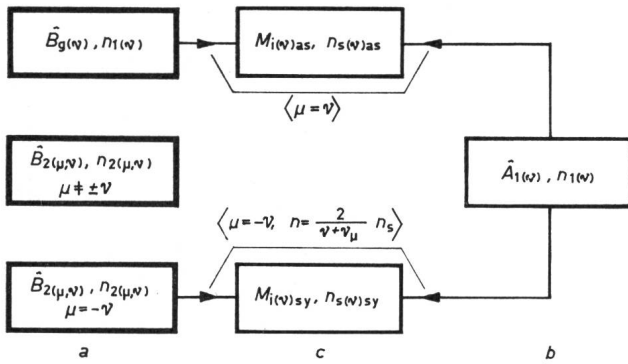 B̂g(ν), n1(ν)
Mi(ν)as, ns(ν)as
⟨μ=ν⟩
B̂2(μ,ν), n2(μ,ν)
μ ≠ ±ν
Â1(ν), n1(ν)
⟨μ=-ν, n= 2/(ν+νμ) ns⟩
B̂2(μ,ν), n2(μ,ν)
μ=-ν
Mi(ν)sy, ns(ν)sy
a c b